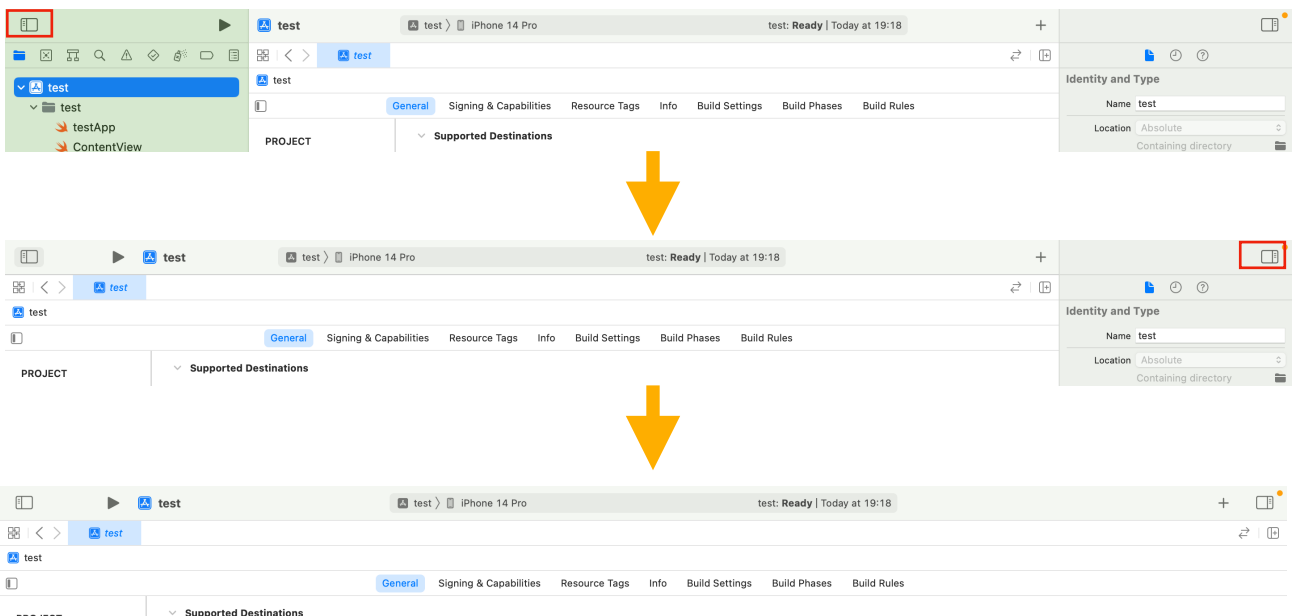 test
test 〉 iPhone 14 Pro
test: Ready | Today at 19:18
test
test
test
Identity and Type
test
Name test
General Signing & Capabilities Resource Tags Info Build Settings Build Phases Build Rules
testApp
Location Absolute
PROJECT
Supported Destinations
ContentView
Containing directory
test
test 〉 iPhone 14 Pro
test: Ready | Today at 19:18
test
test
Identity and Type
General Signing & Capabilities Resource Tags Info Build Settings Build Phases Build Rules
Name test
Location Absolute
PROJECT
Supported Destinations
Containing directory
test
test 〉 iPhone 14 Pro
test: Ready | Today at 19:18
test
test
General Signing & Capabilities Resource Tags Info Build Settings Build Phases Build Rules
PROJECT
Supported Destinations